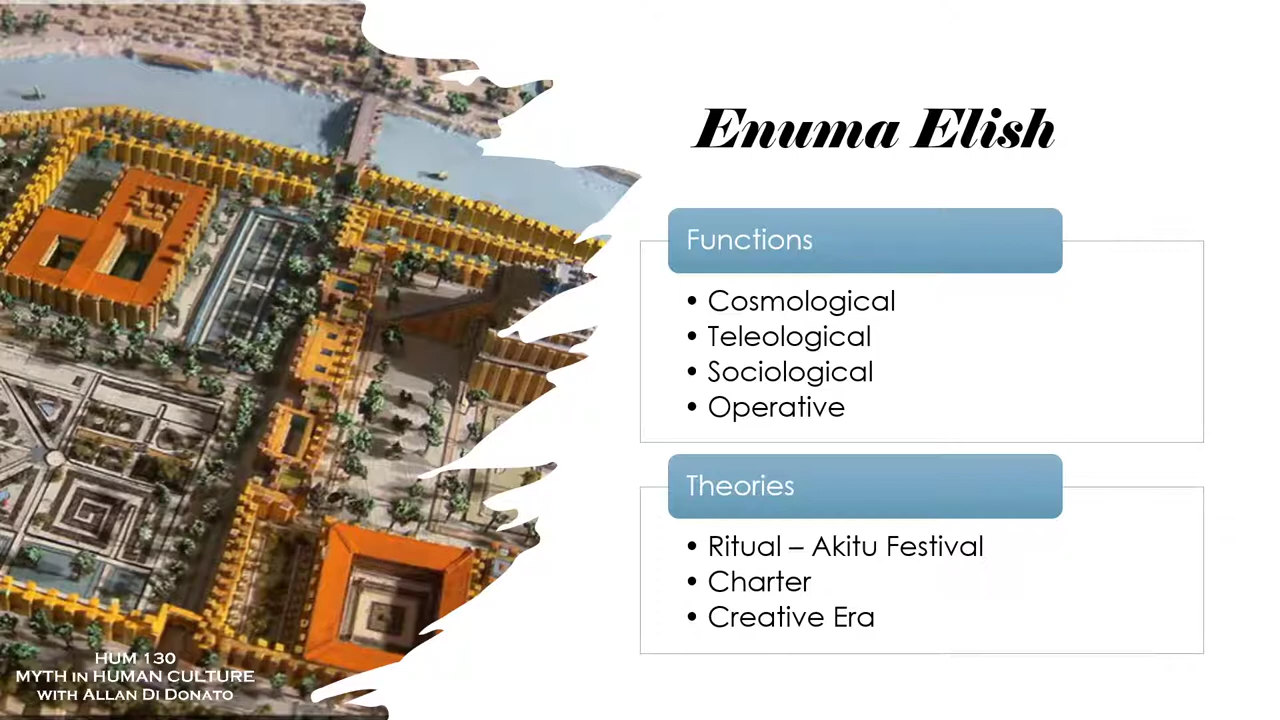 Enuma Elish
Functions
• Cosmological
• Teleological
• Sociological
• Operative
Theories
• Ritual – Akitu Festival
• Charter
• Creative Era
HUM 130
MYTH in HUMAN CULTURE
WITH ALLAN DI DONATO